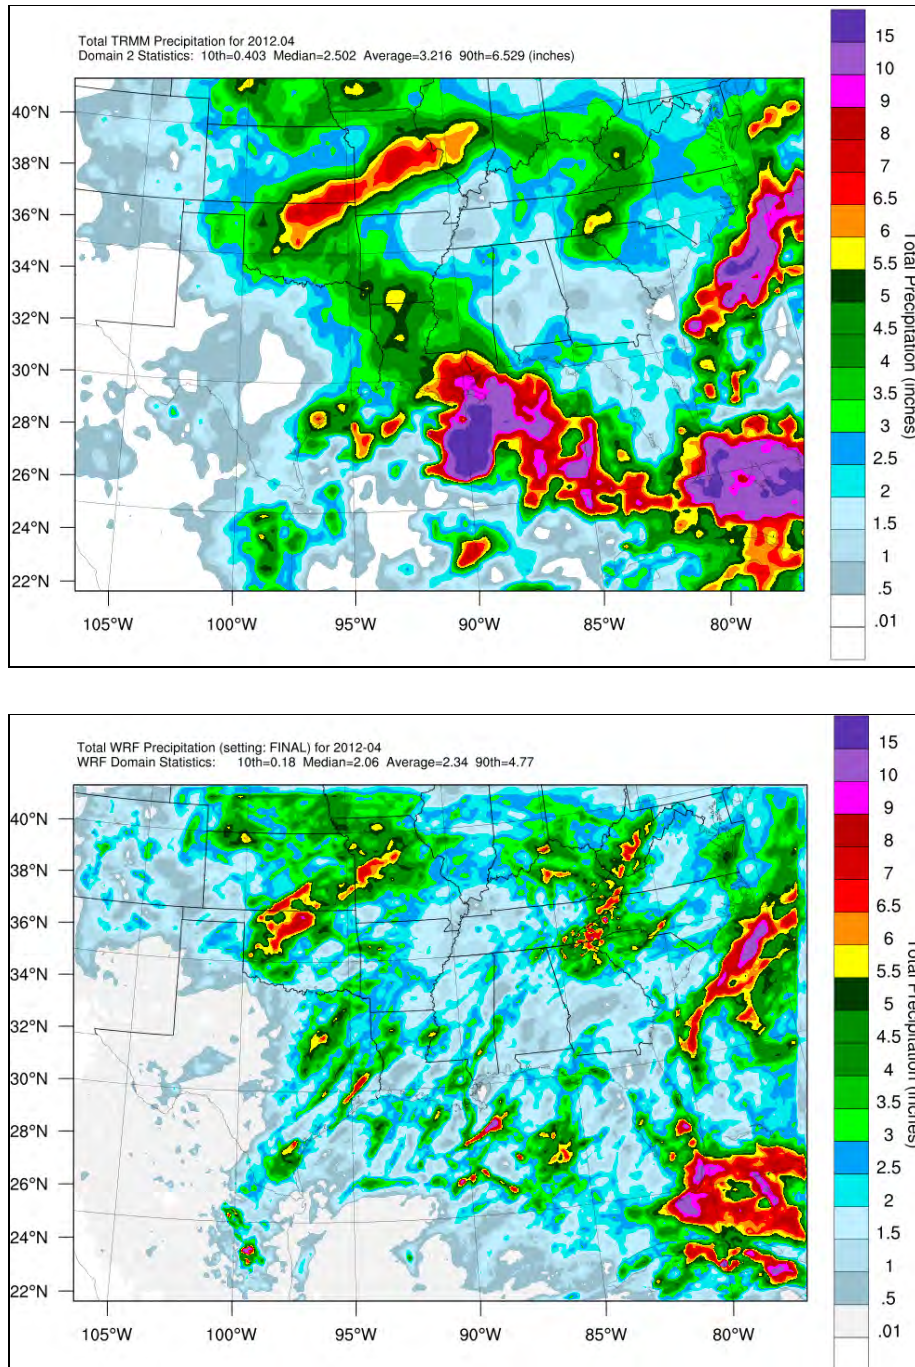 Total TRMM Precipitation for 2012.04
Domain 2 Statistics: 10th=0.403 Median=2.502 Average=3.216 90th=6.529 (inches)
40°N
38°N
36°N
34°N
32°N
30°N
28°N
26°N
24°N
22°N
105°W 100°W 95°W 90°W 85°W 80°W
15
10
9
8
7
6.5
6
5.5
5
4.5
4
3.5
3
2.5
2
1.5
1
.5
.01
Total Precipitation (inches)
Total WRF Precipitation (setting: FINAL) for 2012-04
WRF Domain Statistics: 10th=0.18 Median=2.06 Average=2.34 90th=4.77
40°N
38°N
36°N
34°N
32°N
30°N
28°N
26°N
24°N
22°N
105°W 100°W 95°W 90°W 85°W 80°W
15
10
9
8
7
6.5
6
5.5
5
4.5
4
3.5
3
2.5
2
1.5
1
.5
.01
Total Precipitation (inches)